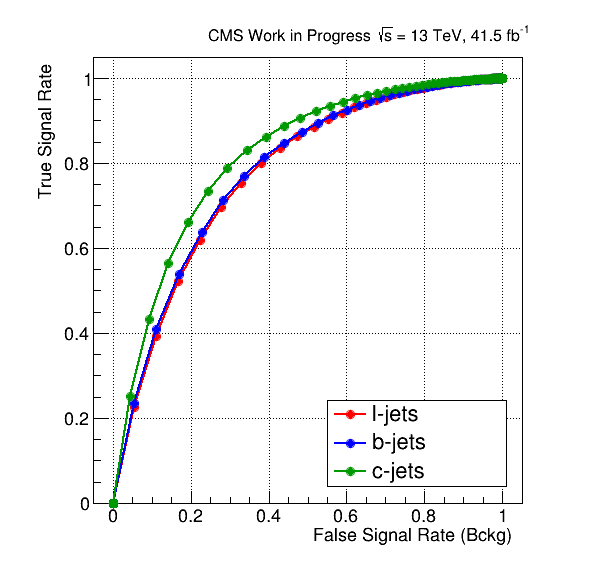 CMS Work in Progress √s = 13 TeV, 41.5 fb⁻¹
True Signal Rate
1
0.8
0.6
0.4
0.2
0
l-jets
b-jets
c-jets
0 0.2 0.4 0.6 0.8 1
False Signal Rate (Bckg)